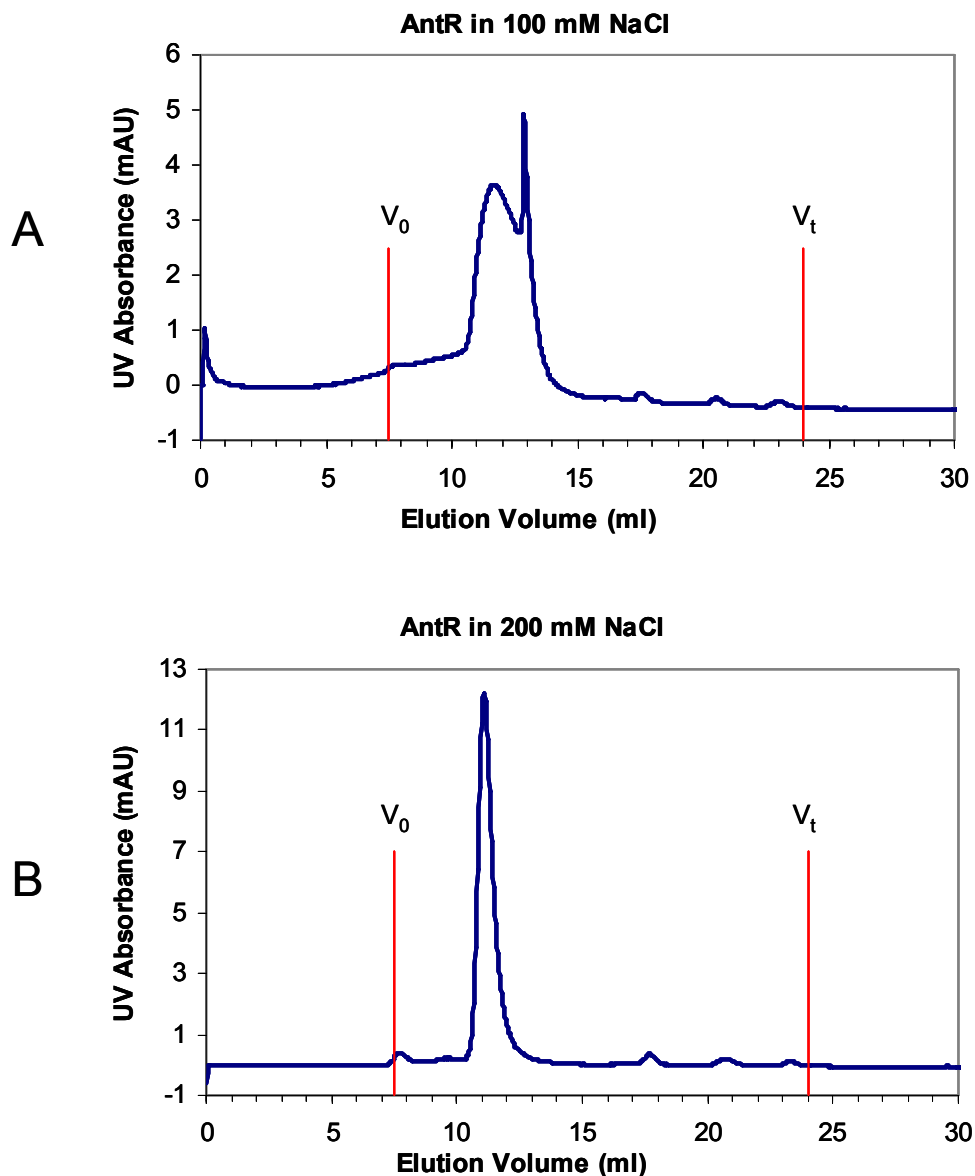 AntR in 100 mM NaCl
A
UV Absorbance (mAU)
6
5
4
3
2
1
0
-1
V0
Vt
0 5 10 15 20 25 30
Elution Volume (ml)
AntR in 200 mM NaCl
B
UV Absorbance (mAU)
13
11
9
7
5
3
1
-1
V0
Vt
0 5 10 15 20 25 30
Elution Volume (ml)